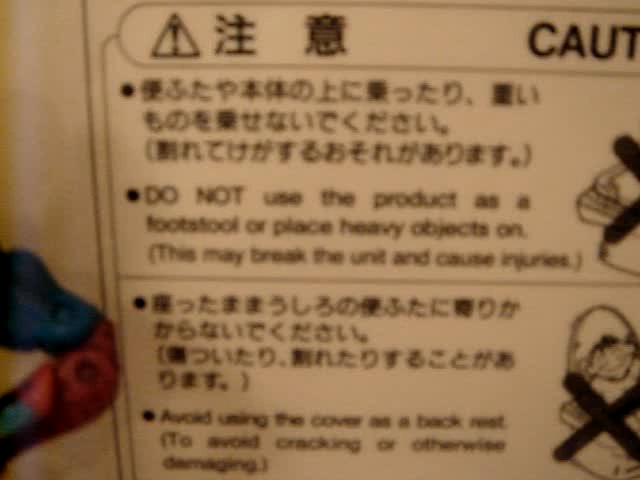 注 意 CAUT
●便ふたや本体の上に乗ったり、重い
ものを乗せないでください。
(割れてけがするおそれがあります。)
●DO NOT use the product as a
footstool or place heavy objects on.
(This may break the unit and cause injuries.)
●座ったままうしろの便ふたに寄りか
からないでください。
(傷ついたり、割れたりすることがあ
ります。)
●Avoid using the cover as a back rest.
(To avoid cracking or otherwise
damaging.)